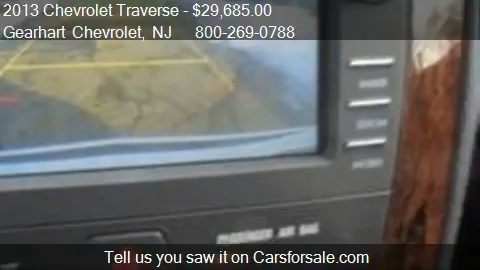 2013 Chevrolet Traverse - $29,685.00
Gearhart Chevrolet, NJ 800-269-0788
PASSENGER AIR BAG
Tell us you saw it on Carsforsale.com